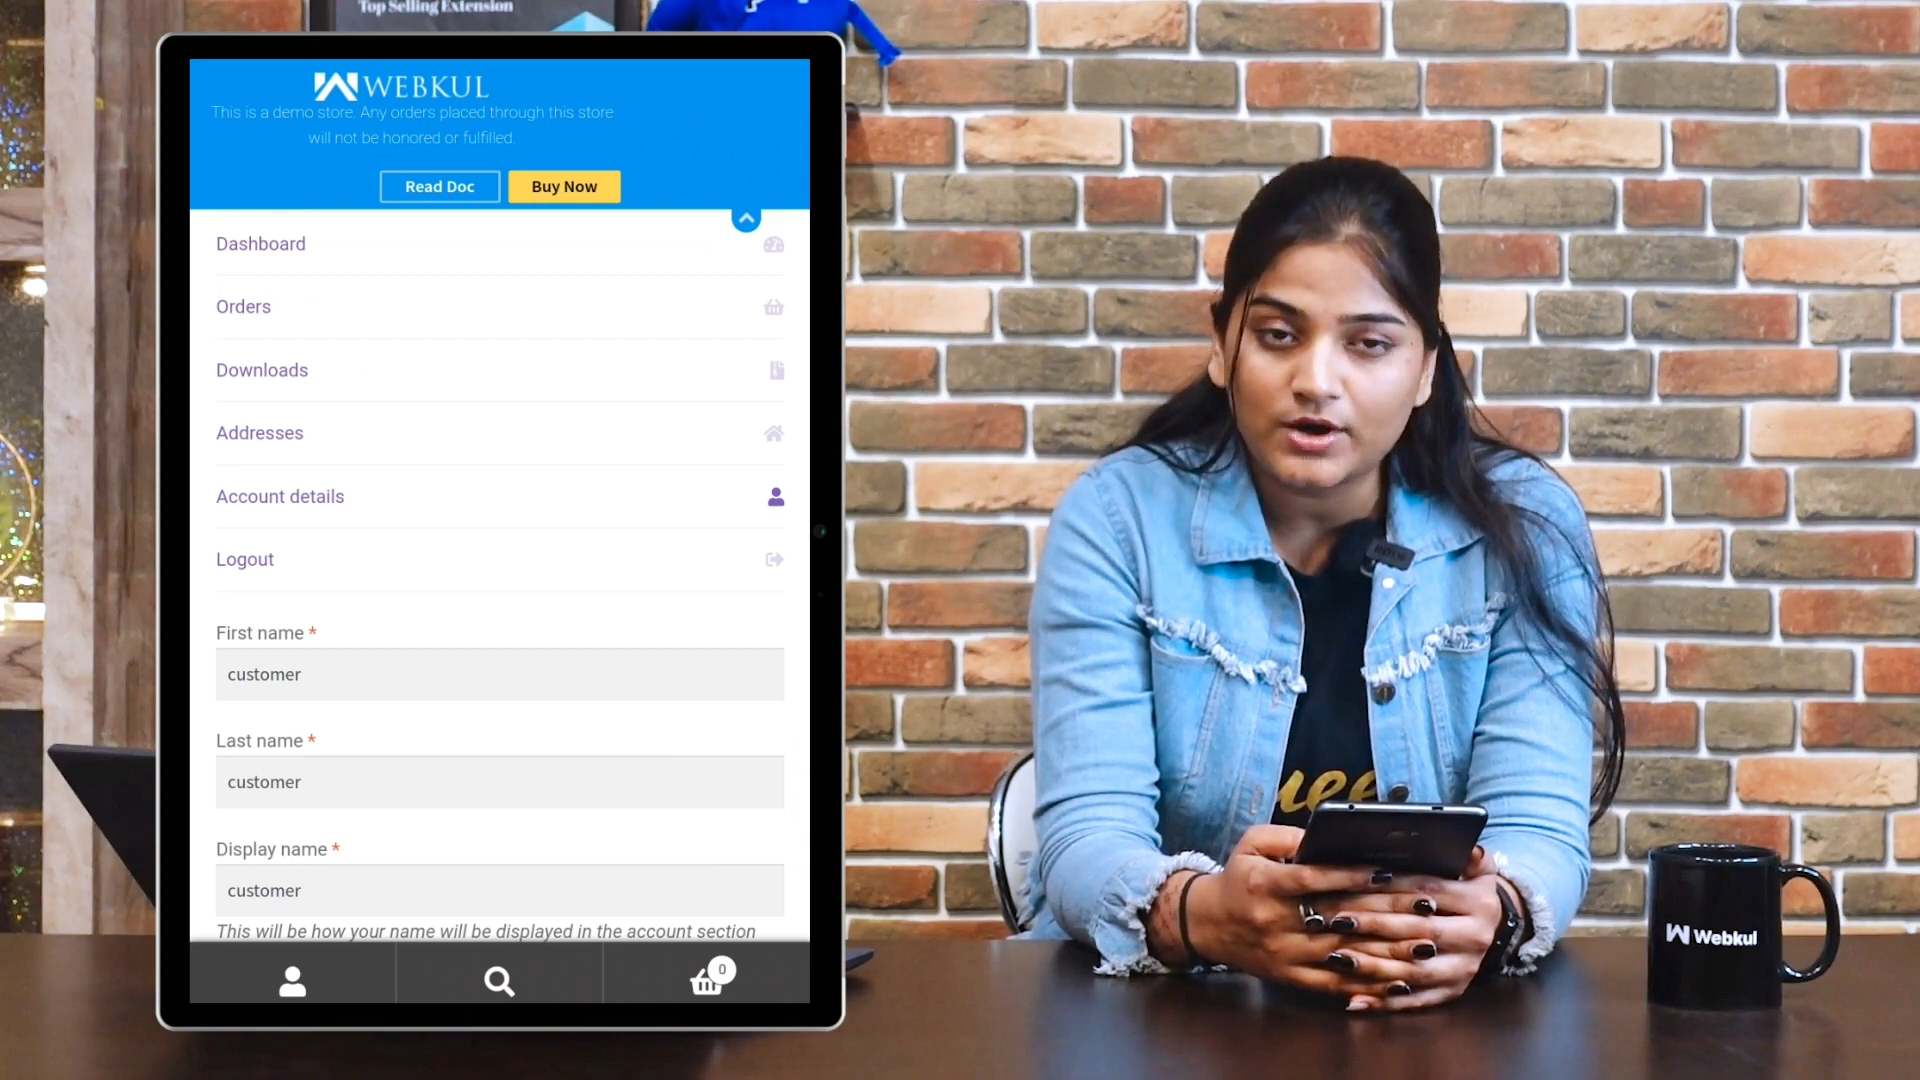 Top Selling Extension
WEBKUL
This is a demo store. Any orders placed through this store
will not be honored or fulfilled.
Read Doc
Buy Now
Dashboard
Orders
Downloads
Addresses
Account details
Logout
First name *
customer
Last name *
customer
Display name *
customer
This will be how your name will be displayed in the account section
0
RODE
Webkul